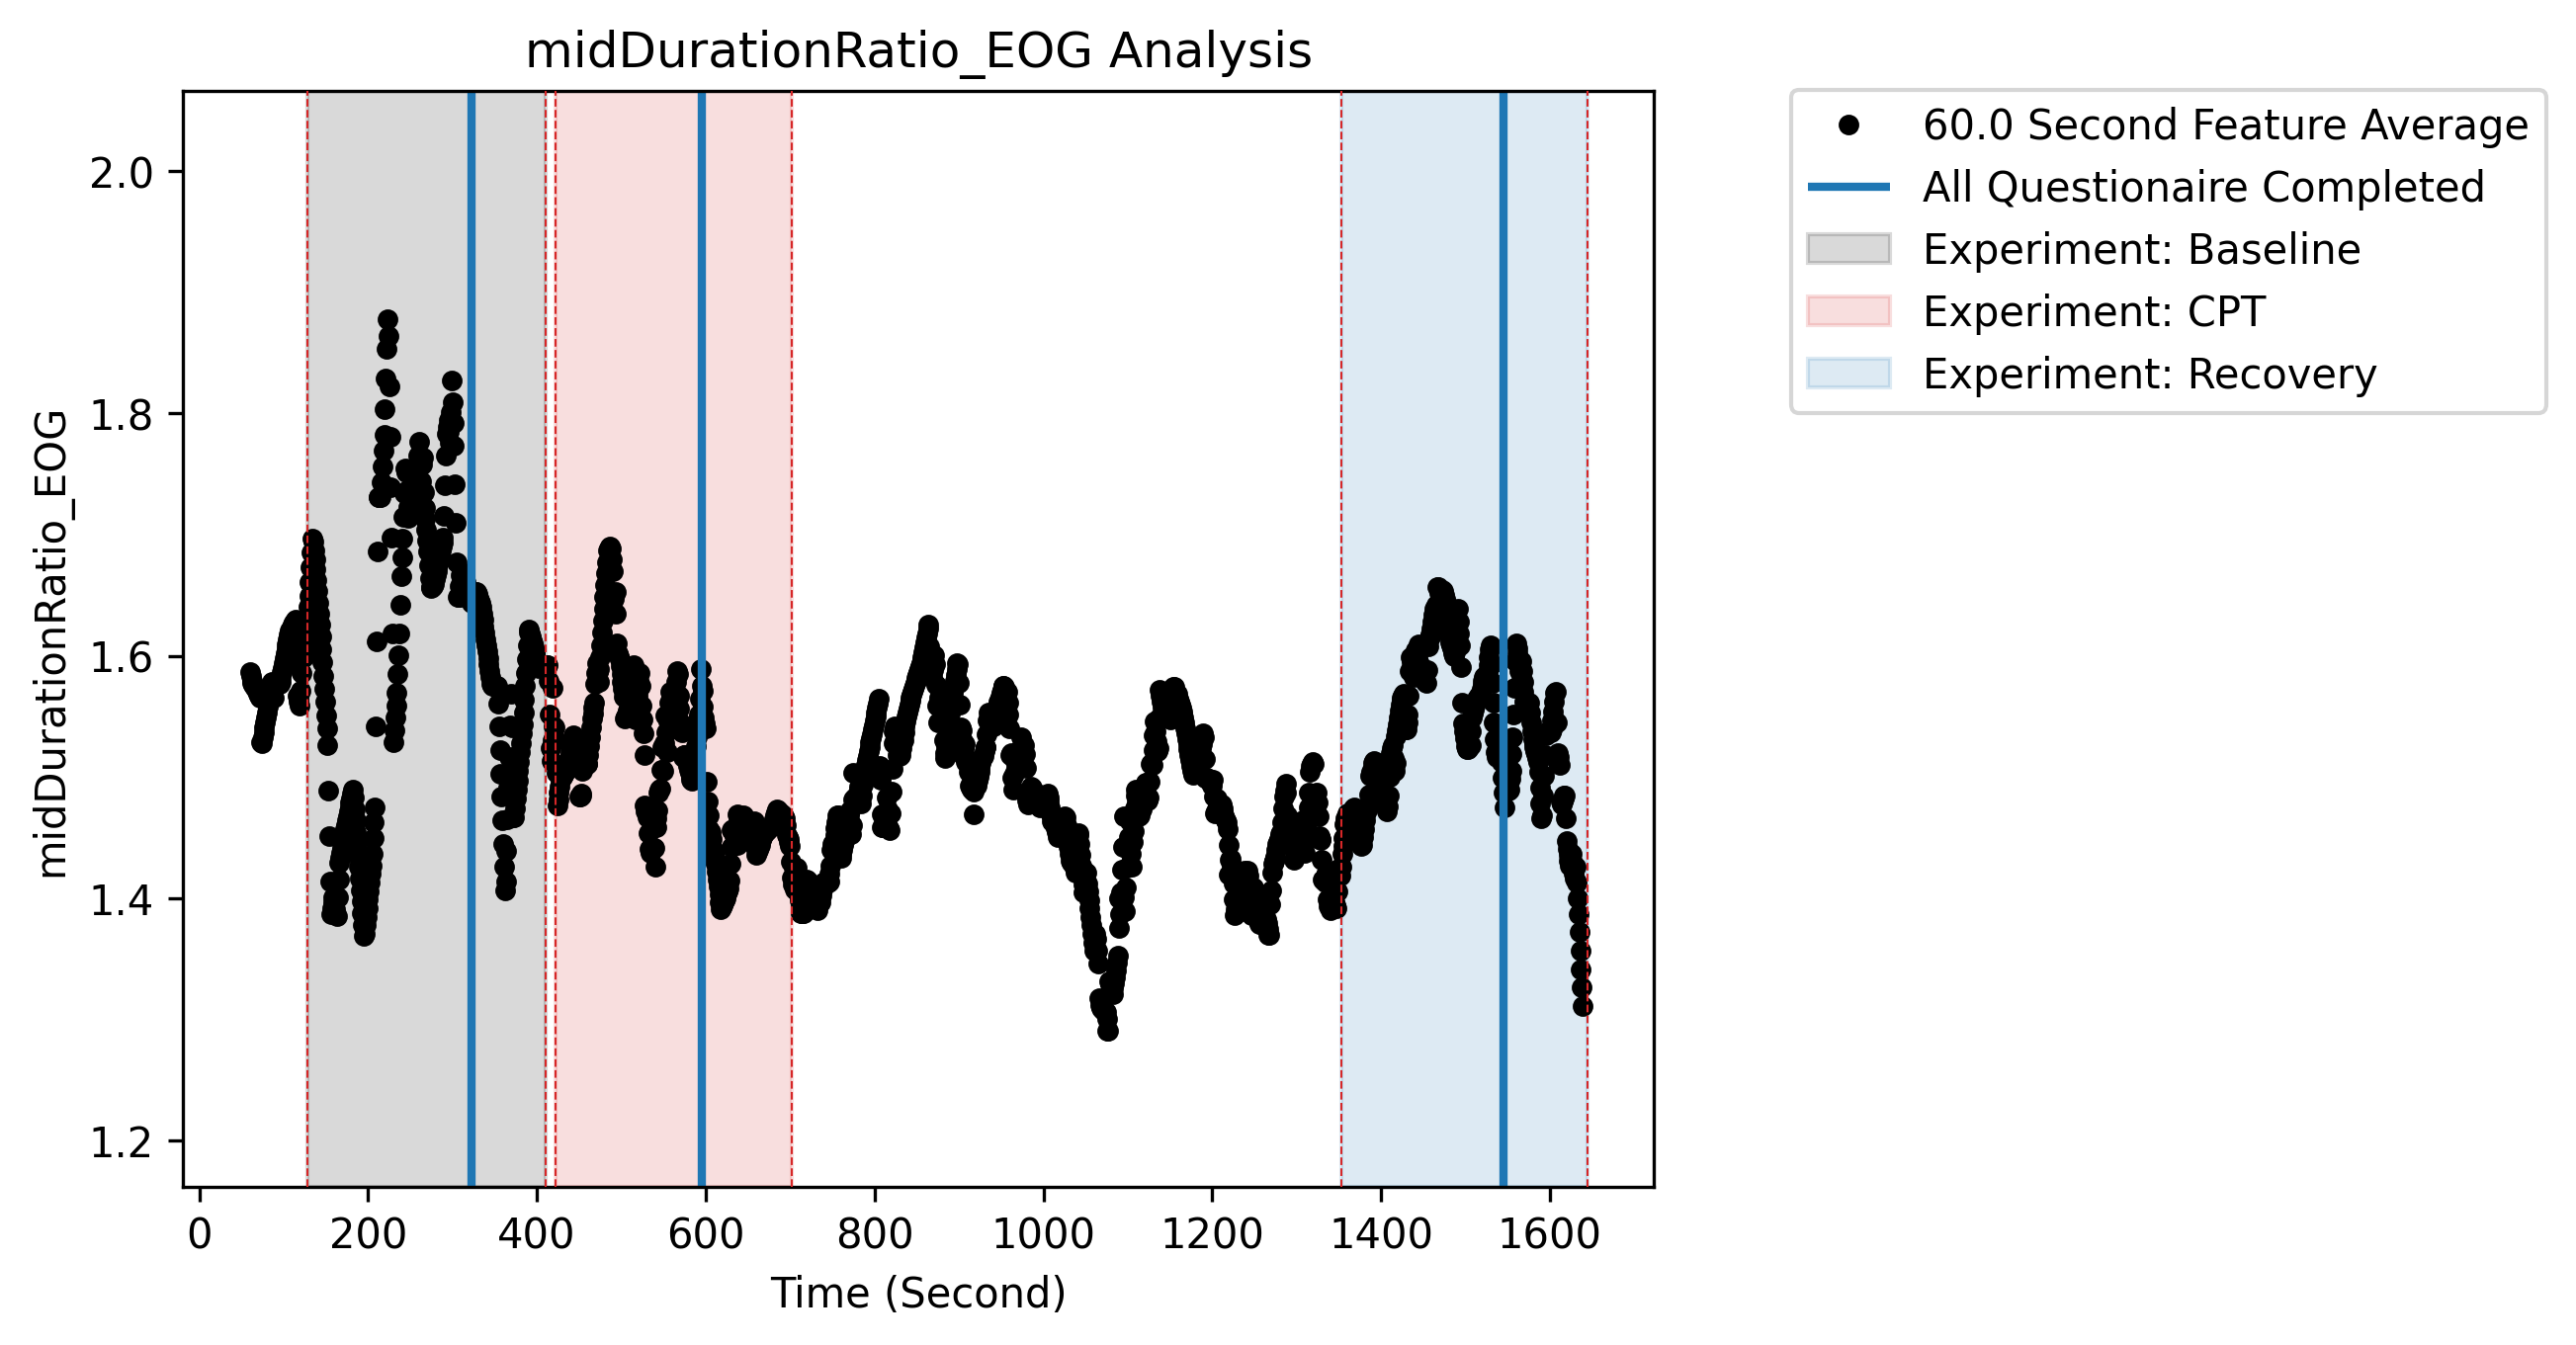 midDurationRatio_EOG Analysis
midDurationRatio_EOG
2.0
1.8
1.6
1.4
1.2
0 200 400 600 800 1000 1200 1400 1600
Time (Second)
60.0 Second Feature Average
All Questionaire Completed
Experiment: Baseline
Experiment: CPT
Experiment: Recovery